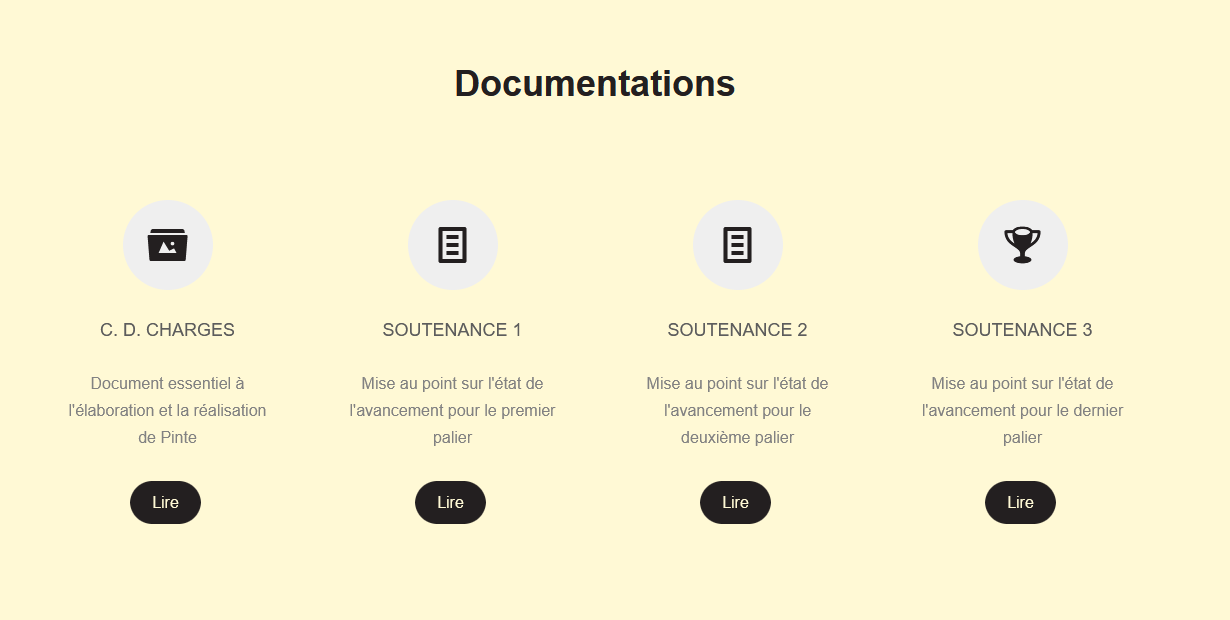 Documentations
C. D. CHARGES
Document essentiel à
l'élaboration et la réalisation
de Pinte
Lire
SOUTENANCE 1
Mise au point sur l'état de
l'avancement pour le premier
palier
Lire
SOUTENANCE 2
Mise au point sur l'état de
l'avancement pour le
deuxième palier
Lire
SOUTENANCE 3
Mise au point sur l'état de
l'avancement pour le dernier
palier
Lire